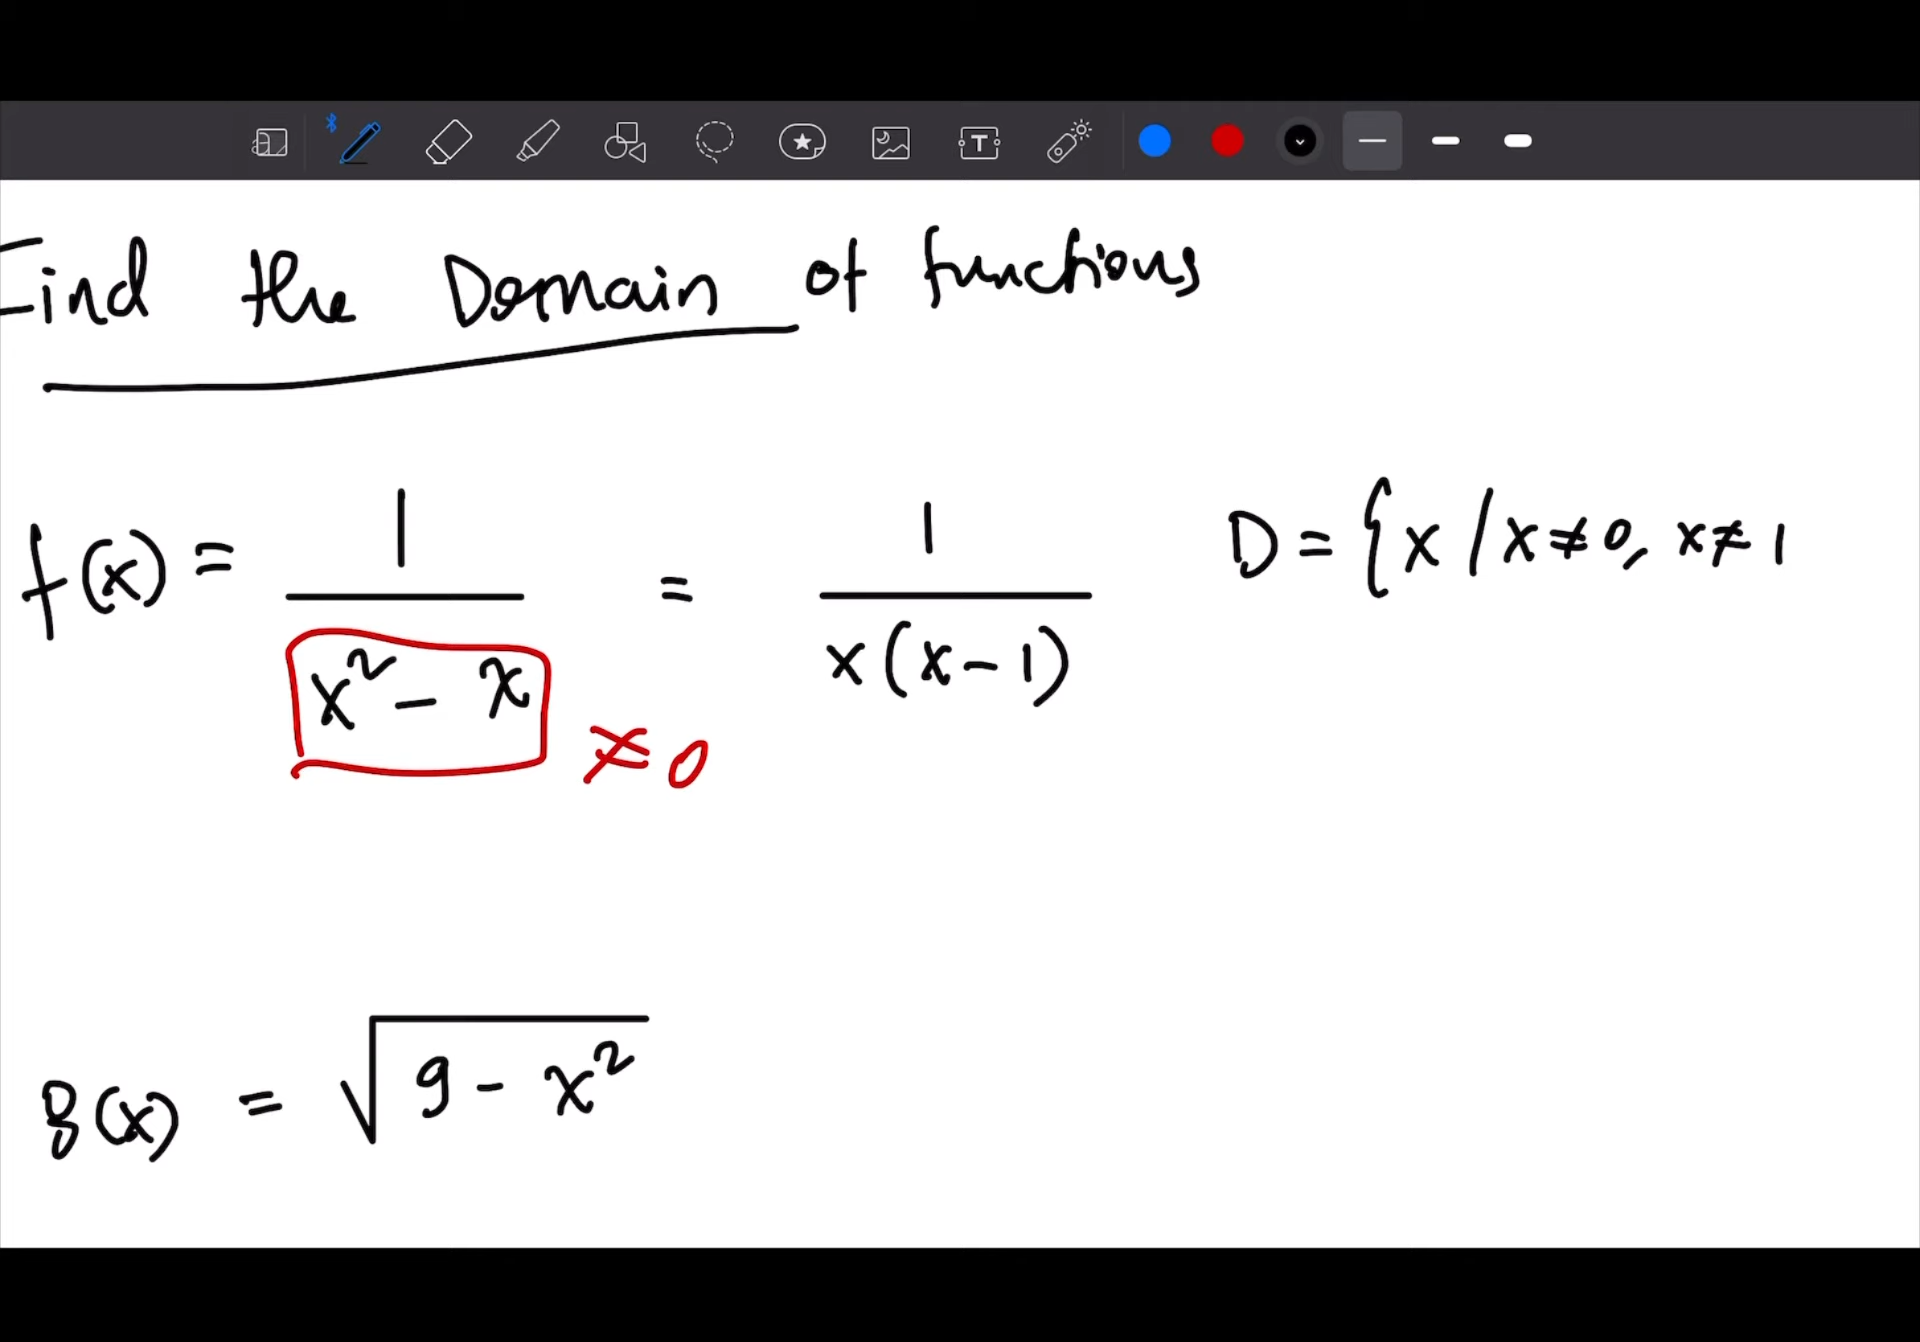 Find the Domain of functions
f(x) = 1 / (x² - x) = 1 / (x(x-1)) D = {x / x ≠ 0, x ≠ 1
≠ 0
g(x) = √(9 - x²)